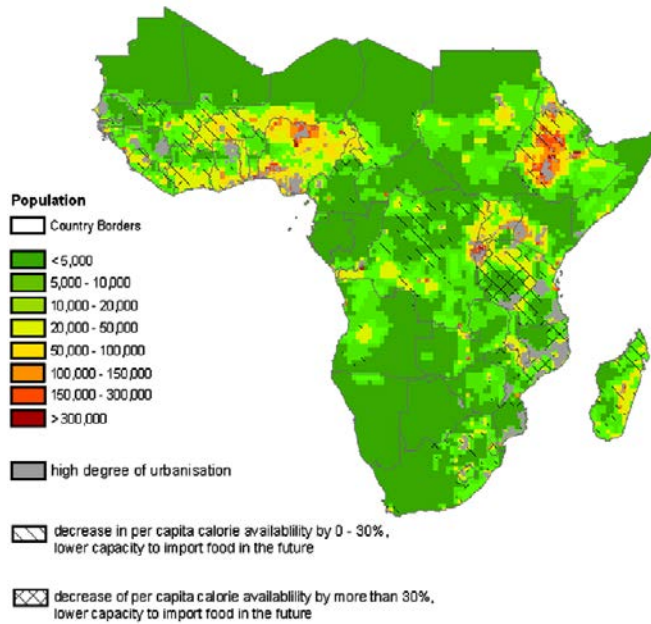 Population
Country Borders
<5,000
5,000 - 10,000
10,000 - 20,000
20,000 - 50,000
50,000 - 100,000
100,000 - 150,000
150,000 - 300,000
>300,000
high degree of urbanisation
decrease in per capita calorie availablility by 0 - 30%,
lower capacity to import food in the future
decrease of per capita calorie availablility by more than 30%,
lower capacity to import food in the future